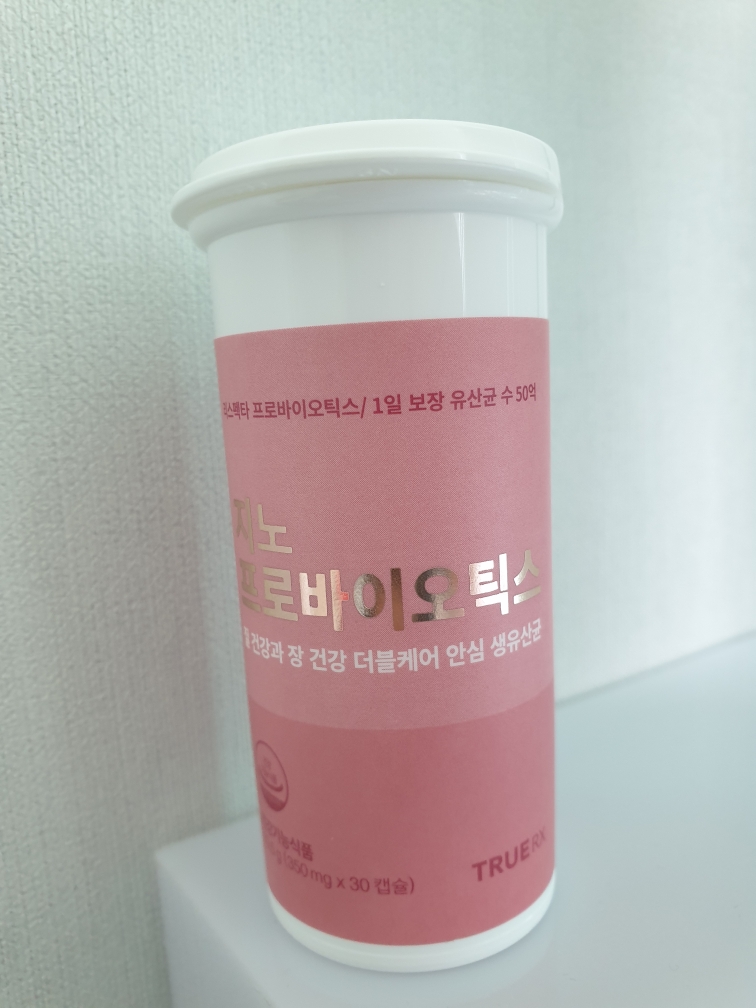 프로바이오틱스/ 1일 보장 유산균 수 50억
지노
프로바이오틱스
질 건강과 장 건강 더블케어 안심 생유산균
(350 mg x 30 캡슐)
TRUERX